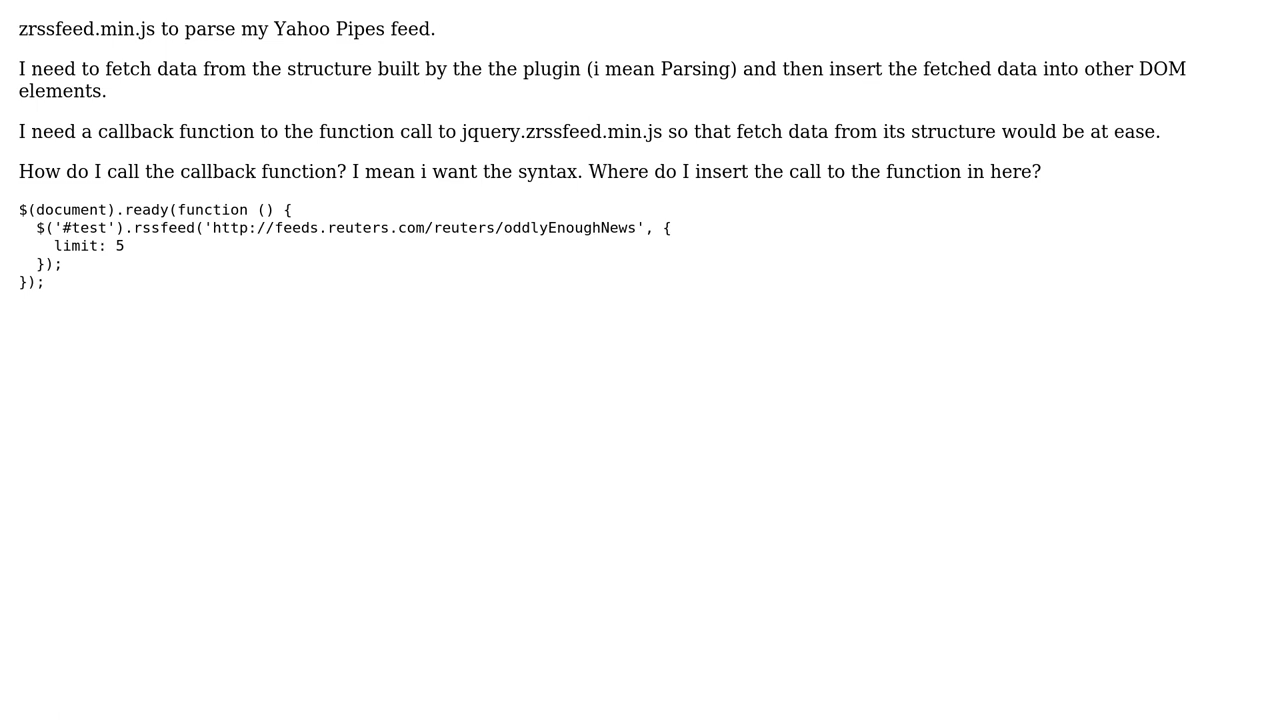 zrssfeed.min.js to parse my Yahoo Pipes feed.
I need to fetch data from the structure built by the the plugin (i mean Parsing) and then insert the fetched data into other DOM
elements.
I need a callback function to the function call to jquery.zrssfeed.min.js so that fetch data from its structure would be at ease.
How do I call the callback function? I mean i want the syntax. Where do I insert the call to the function in here?
$(document).ready(function () {
  $('#test').rssfeed('http://feeds.reuters.com/reuters/oddlyEnoughNews', {
    limit: 5
  });
});